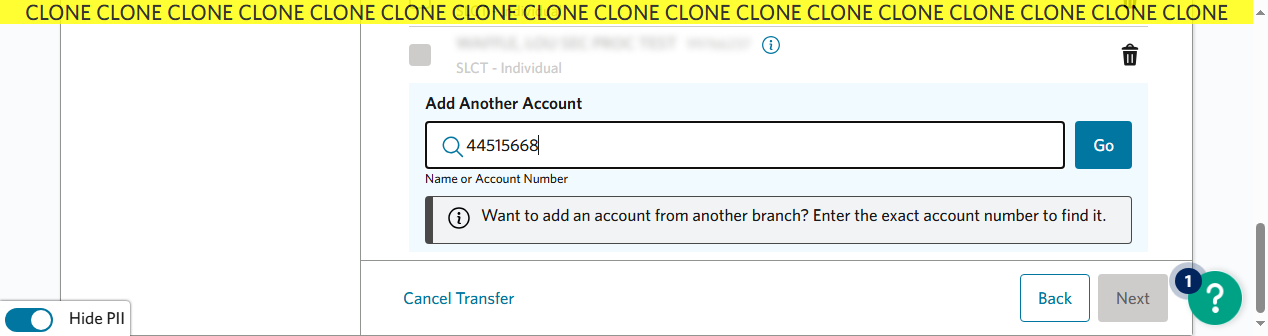 CLONE CLONE CLONE CLONE CLONE CLONE CLONE CLONE CLONE CLONE CLONE CLONE CLONE CLONE CLONE CLONE CLONE
SLCT - Individual
Add Another Account
44515668
Go
Name or Account Number
Want to add an account from another branch? Enter the exact account number to find it.
Cancel Transfer
Back
Next
1
?
Hide PII